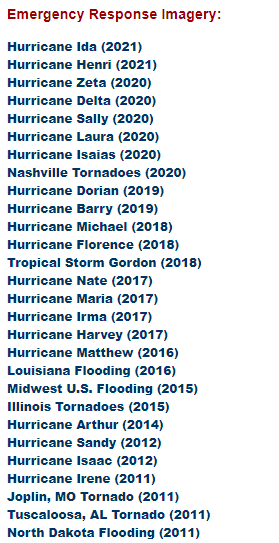 Emergency Response Imagery:
Hurricane Ida (2021)
Hurricane Henri (2021)
Hurricane Zeta (2020)
Hurricane Delta (2020)
Hurricane Sally (2020)
Hurricane Laura (2020)
Hurricane Isaias (2020)
Nashville Tornadoes (2020)
Hurricane Dorian (2019)
Hurricane Barry (2019)
Hurricane Michael (2018)
Hurricane Florence (2018)
Tropical Storm Gordon (2018)
Hurricane Nate (2017)
Hurricane Maria (2017)
Hurricane Irma (2017)
Hurricane Harvey (2017)
Hurricane Matthew (2016)
Louisiana Flooding (2016)
Midwest U.S. Flooding (2015)
Illinois Tornadoes (2015)
Hurricane Arthur (2014)
Hurricane Sandy (2012)
Hurricane Isaac (2012)
Hurricane Irene (2011)
Joplin, MO Tornado (2011)
Tuscaloosa, AL Tornado (2011)
North Dakota Flooding (2011)